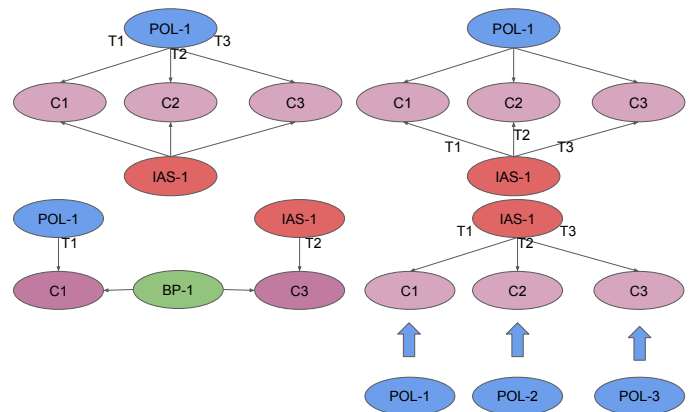 POL-1
T1
T2
T3
C1
C2
C3
IAS-1
POL-1
C1
C2
C3
T1
T2
T3
IAS-1
POL-1
T1
IAS-1
T2
C1
BP-1
C3
IAS-1
T1
T2
T3
C1
C2
C3
POL-1
POL-2
POL-3